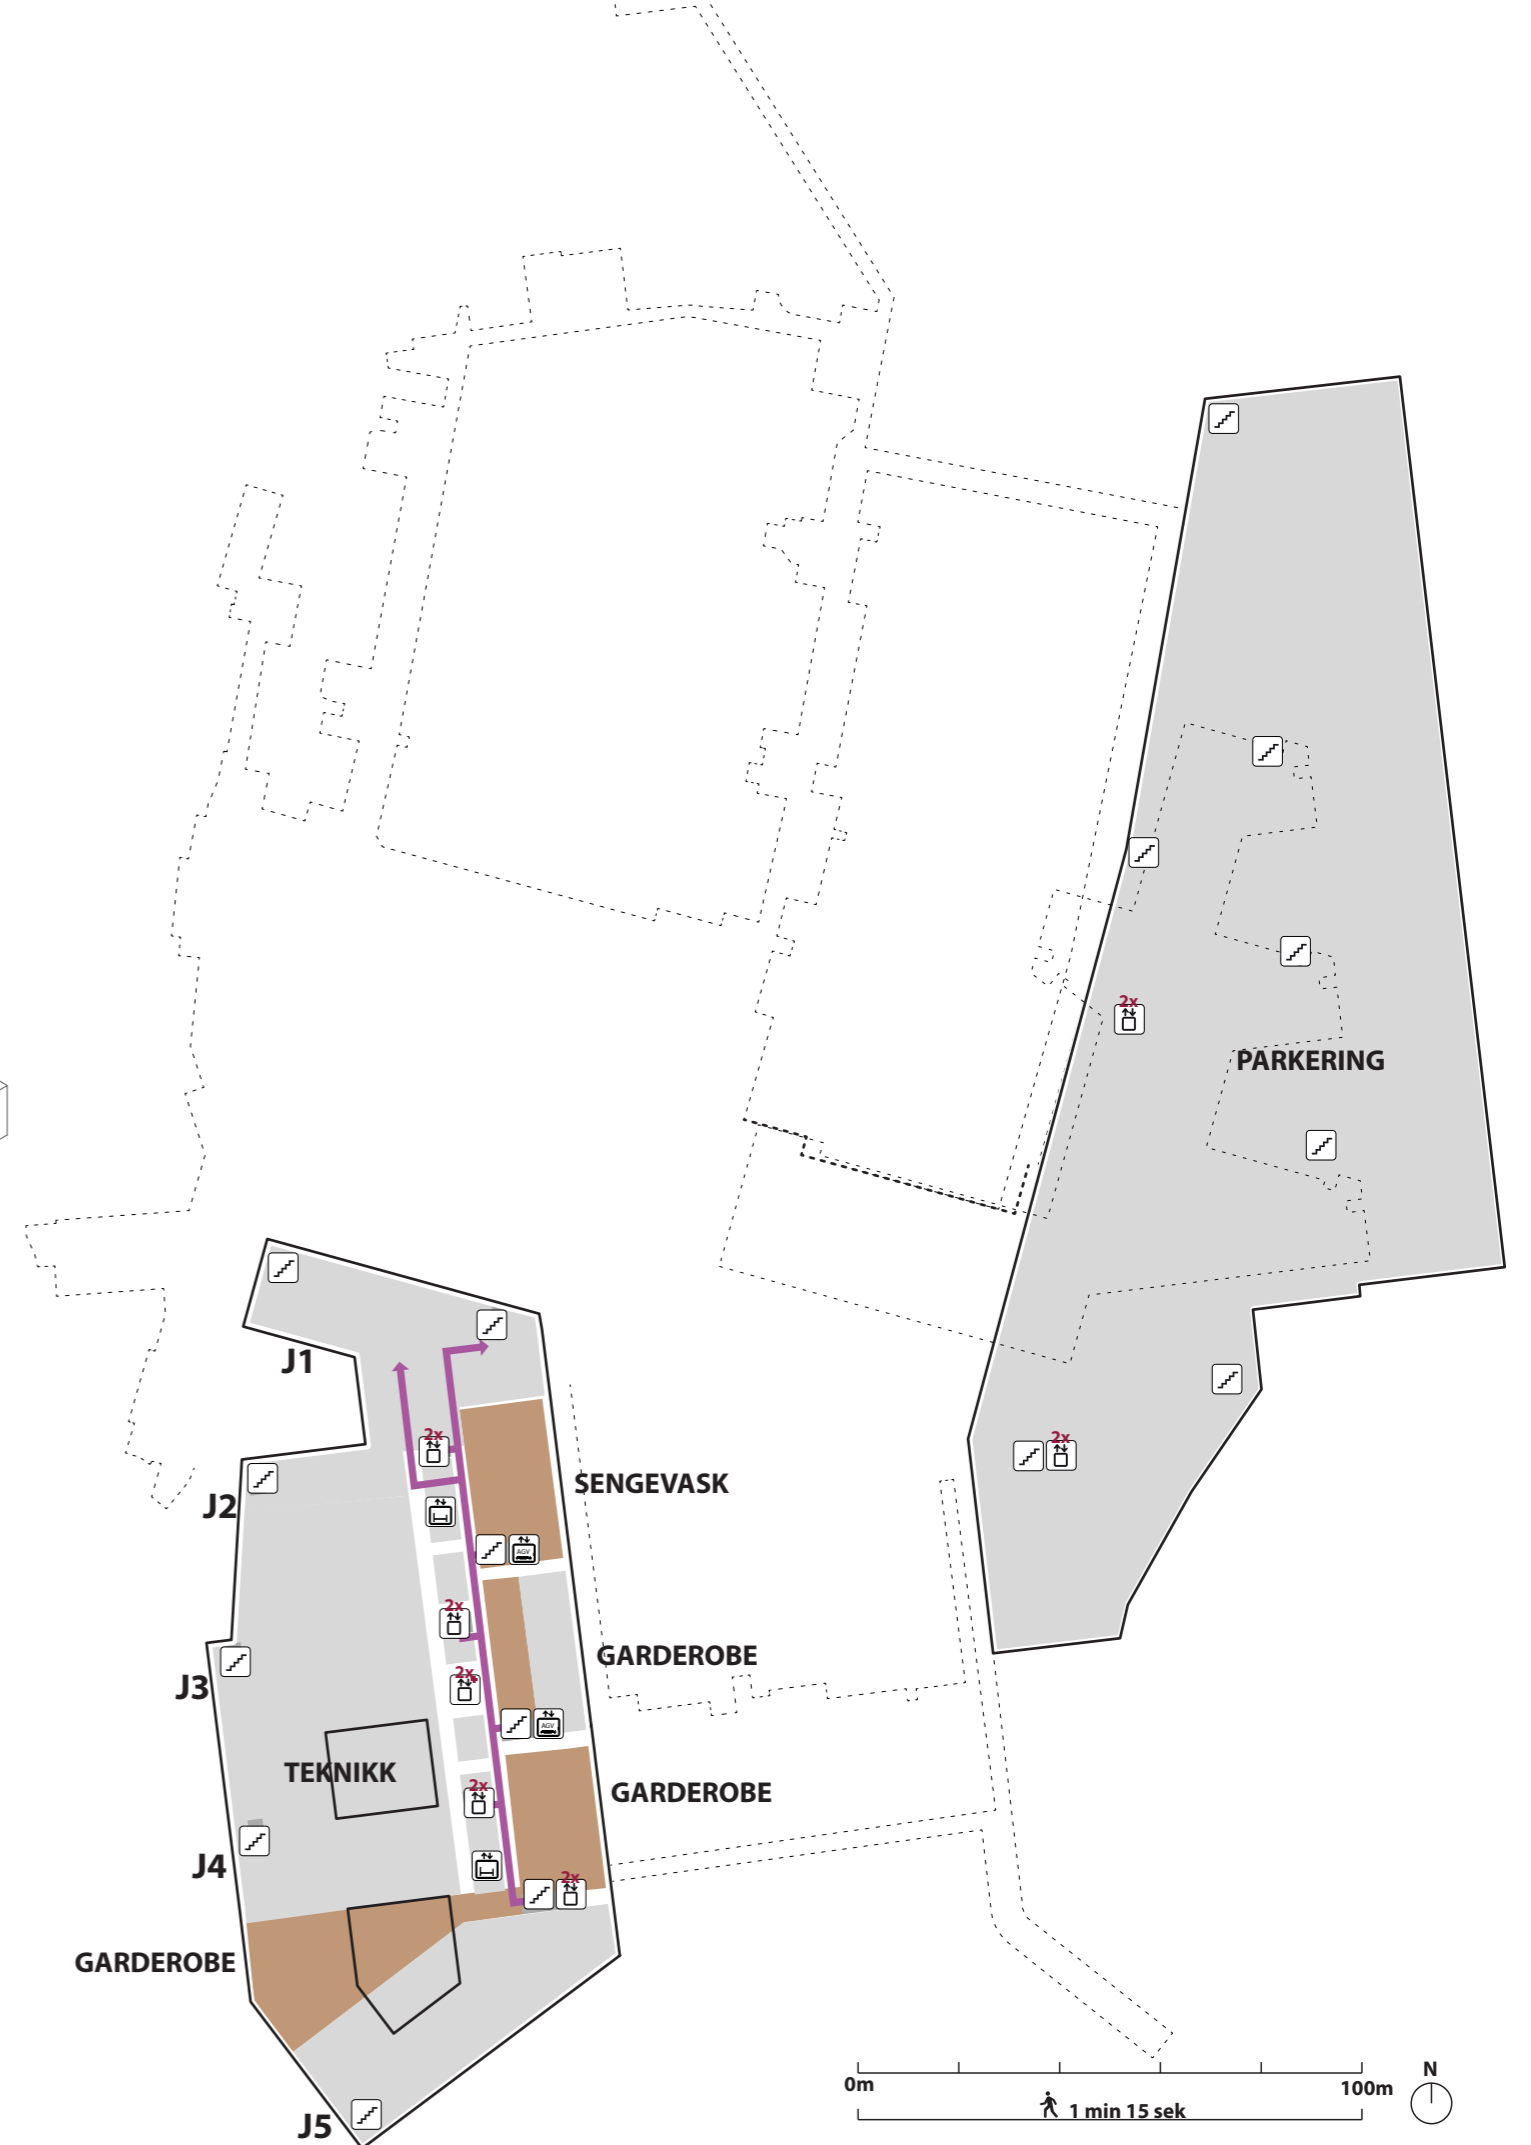 2x
PARKERING
J1
2x
2x
SENGEVASK
J2
AGV
2x
GARDEROBE
2x
J3
AGV
TEKNIKK
2x
GARDEROBE
J4
2x
GARDEROBE
N
0m
100m
1 min 15 sek
J5